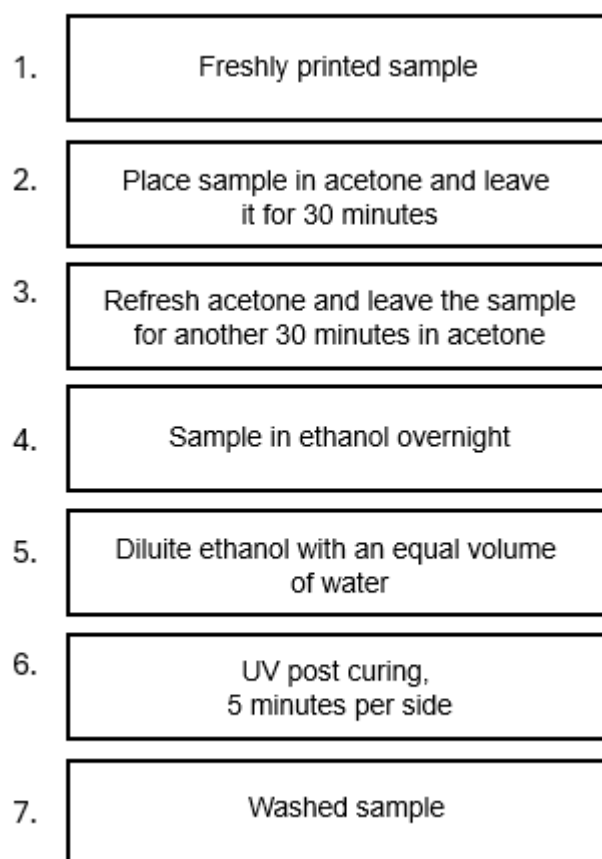 1. Freshly printed sample
2. Place sample in acetone and leave
it for 30 minutes
3. Refresh acetone and leave the sample
for another 30 minutes in acetone
4. Sample in ethanol overnight
5. Diluite ethanol with an equal volume
of water
6. UV post curing,
5 minutes per side
7. Washed sample